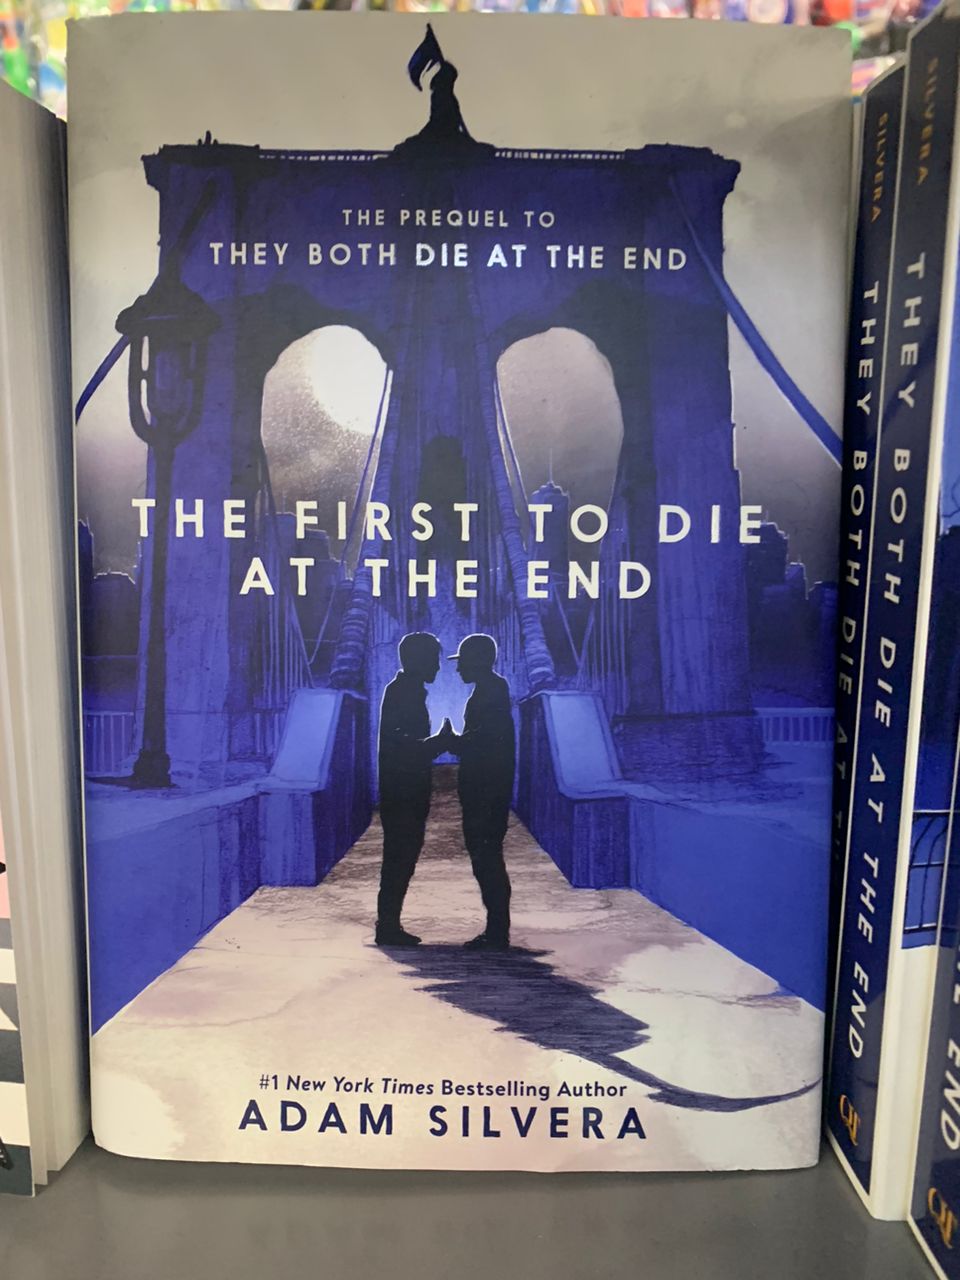 THE PREQUEL TO
THEY BOTH DIE AT THE END
THE FIRST TO DIE
AT THE END
#1 New York Times Bestselling Author
ADAM SILVERA
SILVERA
THEY BOTH DIE AT THE END
SILVERA
THEY BOTH DIE AT THE END